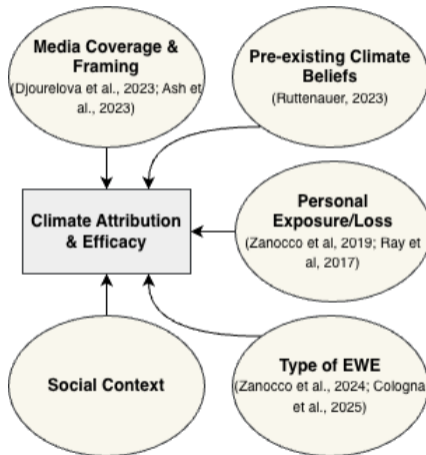 Media Coverage &
Framing
(Djourelova et al., 2023; Ash et
al., 2023)
Pre-existing Climate
Beliefs
(Ruttenauer, 2023)
Climate Attribution
& Efficacy
Personal
Exposure/Loss
(Zanocco et al, 2019; Ray et
al, 2017)
Social Context
Type of EWE
(Zanocco et al., 2024; Cologna
et al., 2025)